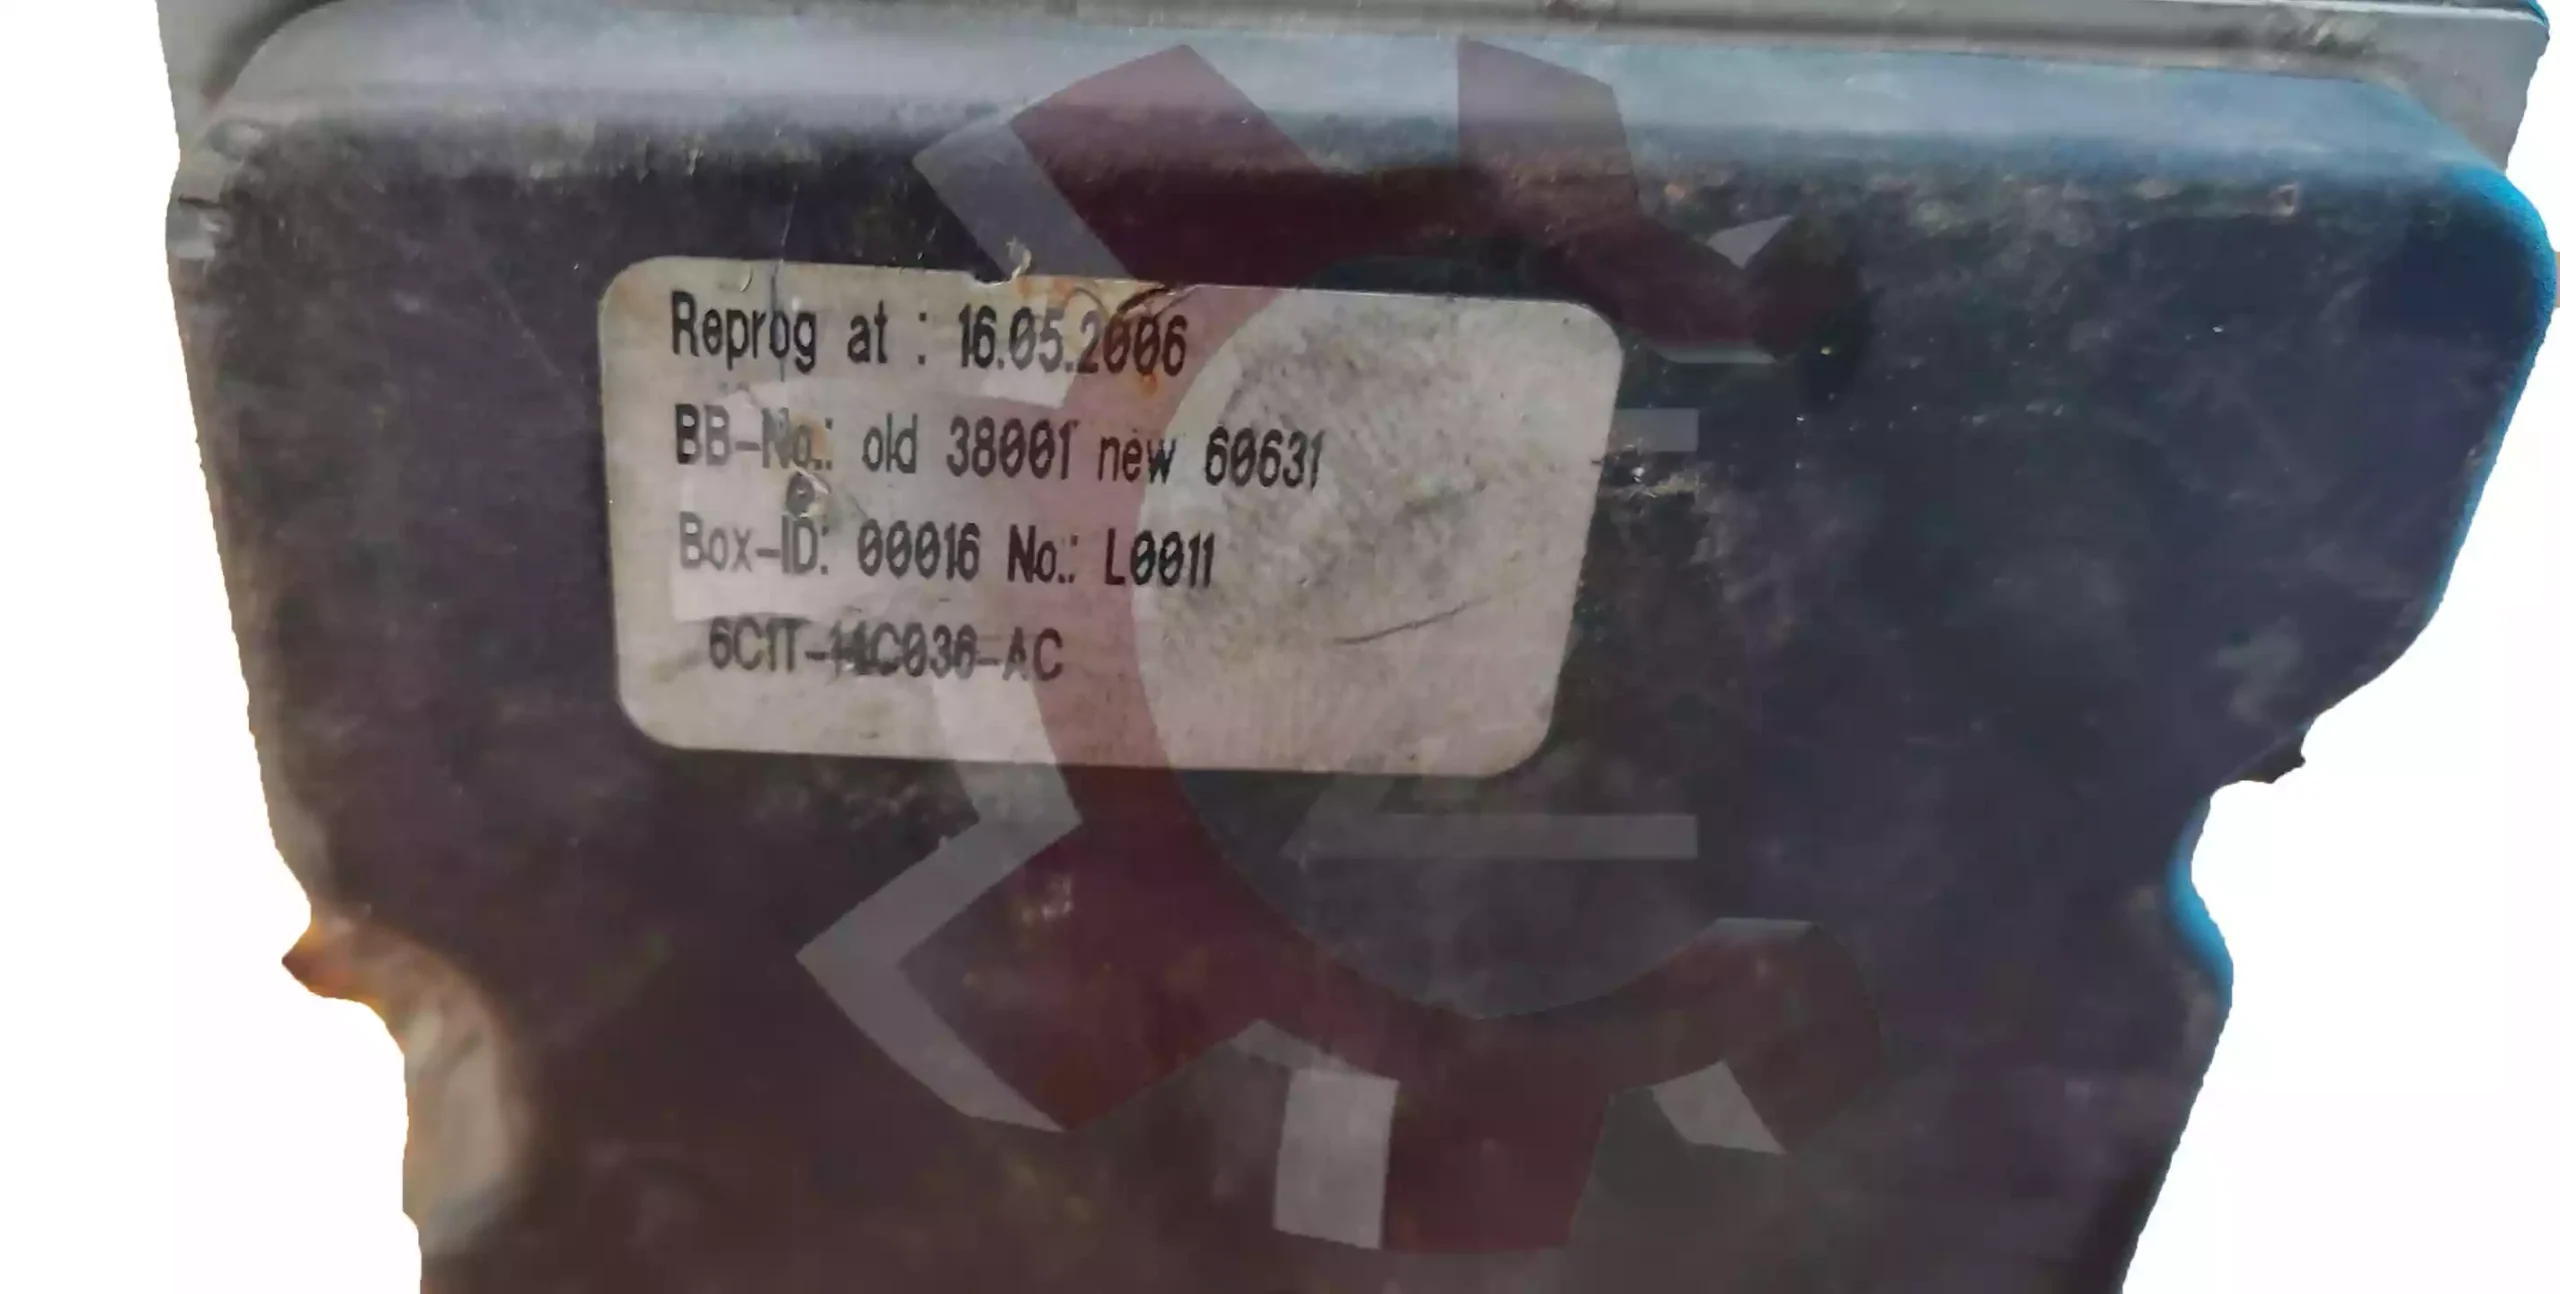 Reprog at : 16.05.2006
BB-No.: old 38001 new 60631
Box-ID: 00016 No.: L0011
6C1T-14C036-AC